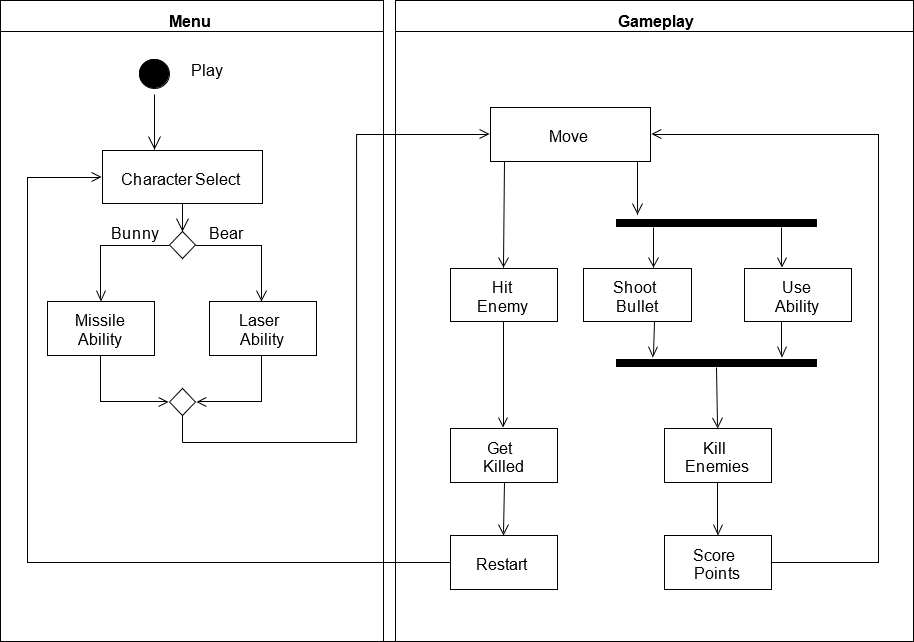 Menu
Gameplay
Play
Move
Character Select
Bunny
Bear
Hit
Enemy
Shoot
Bullet
Use
Ability
Missile
Ability
Laser
Ability
Get
Killed
Kill
Enemies
Restart
Score
Points